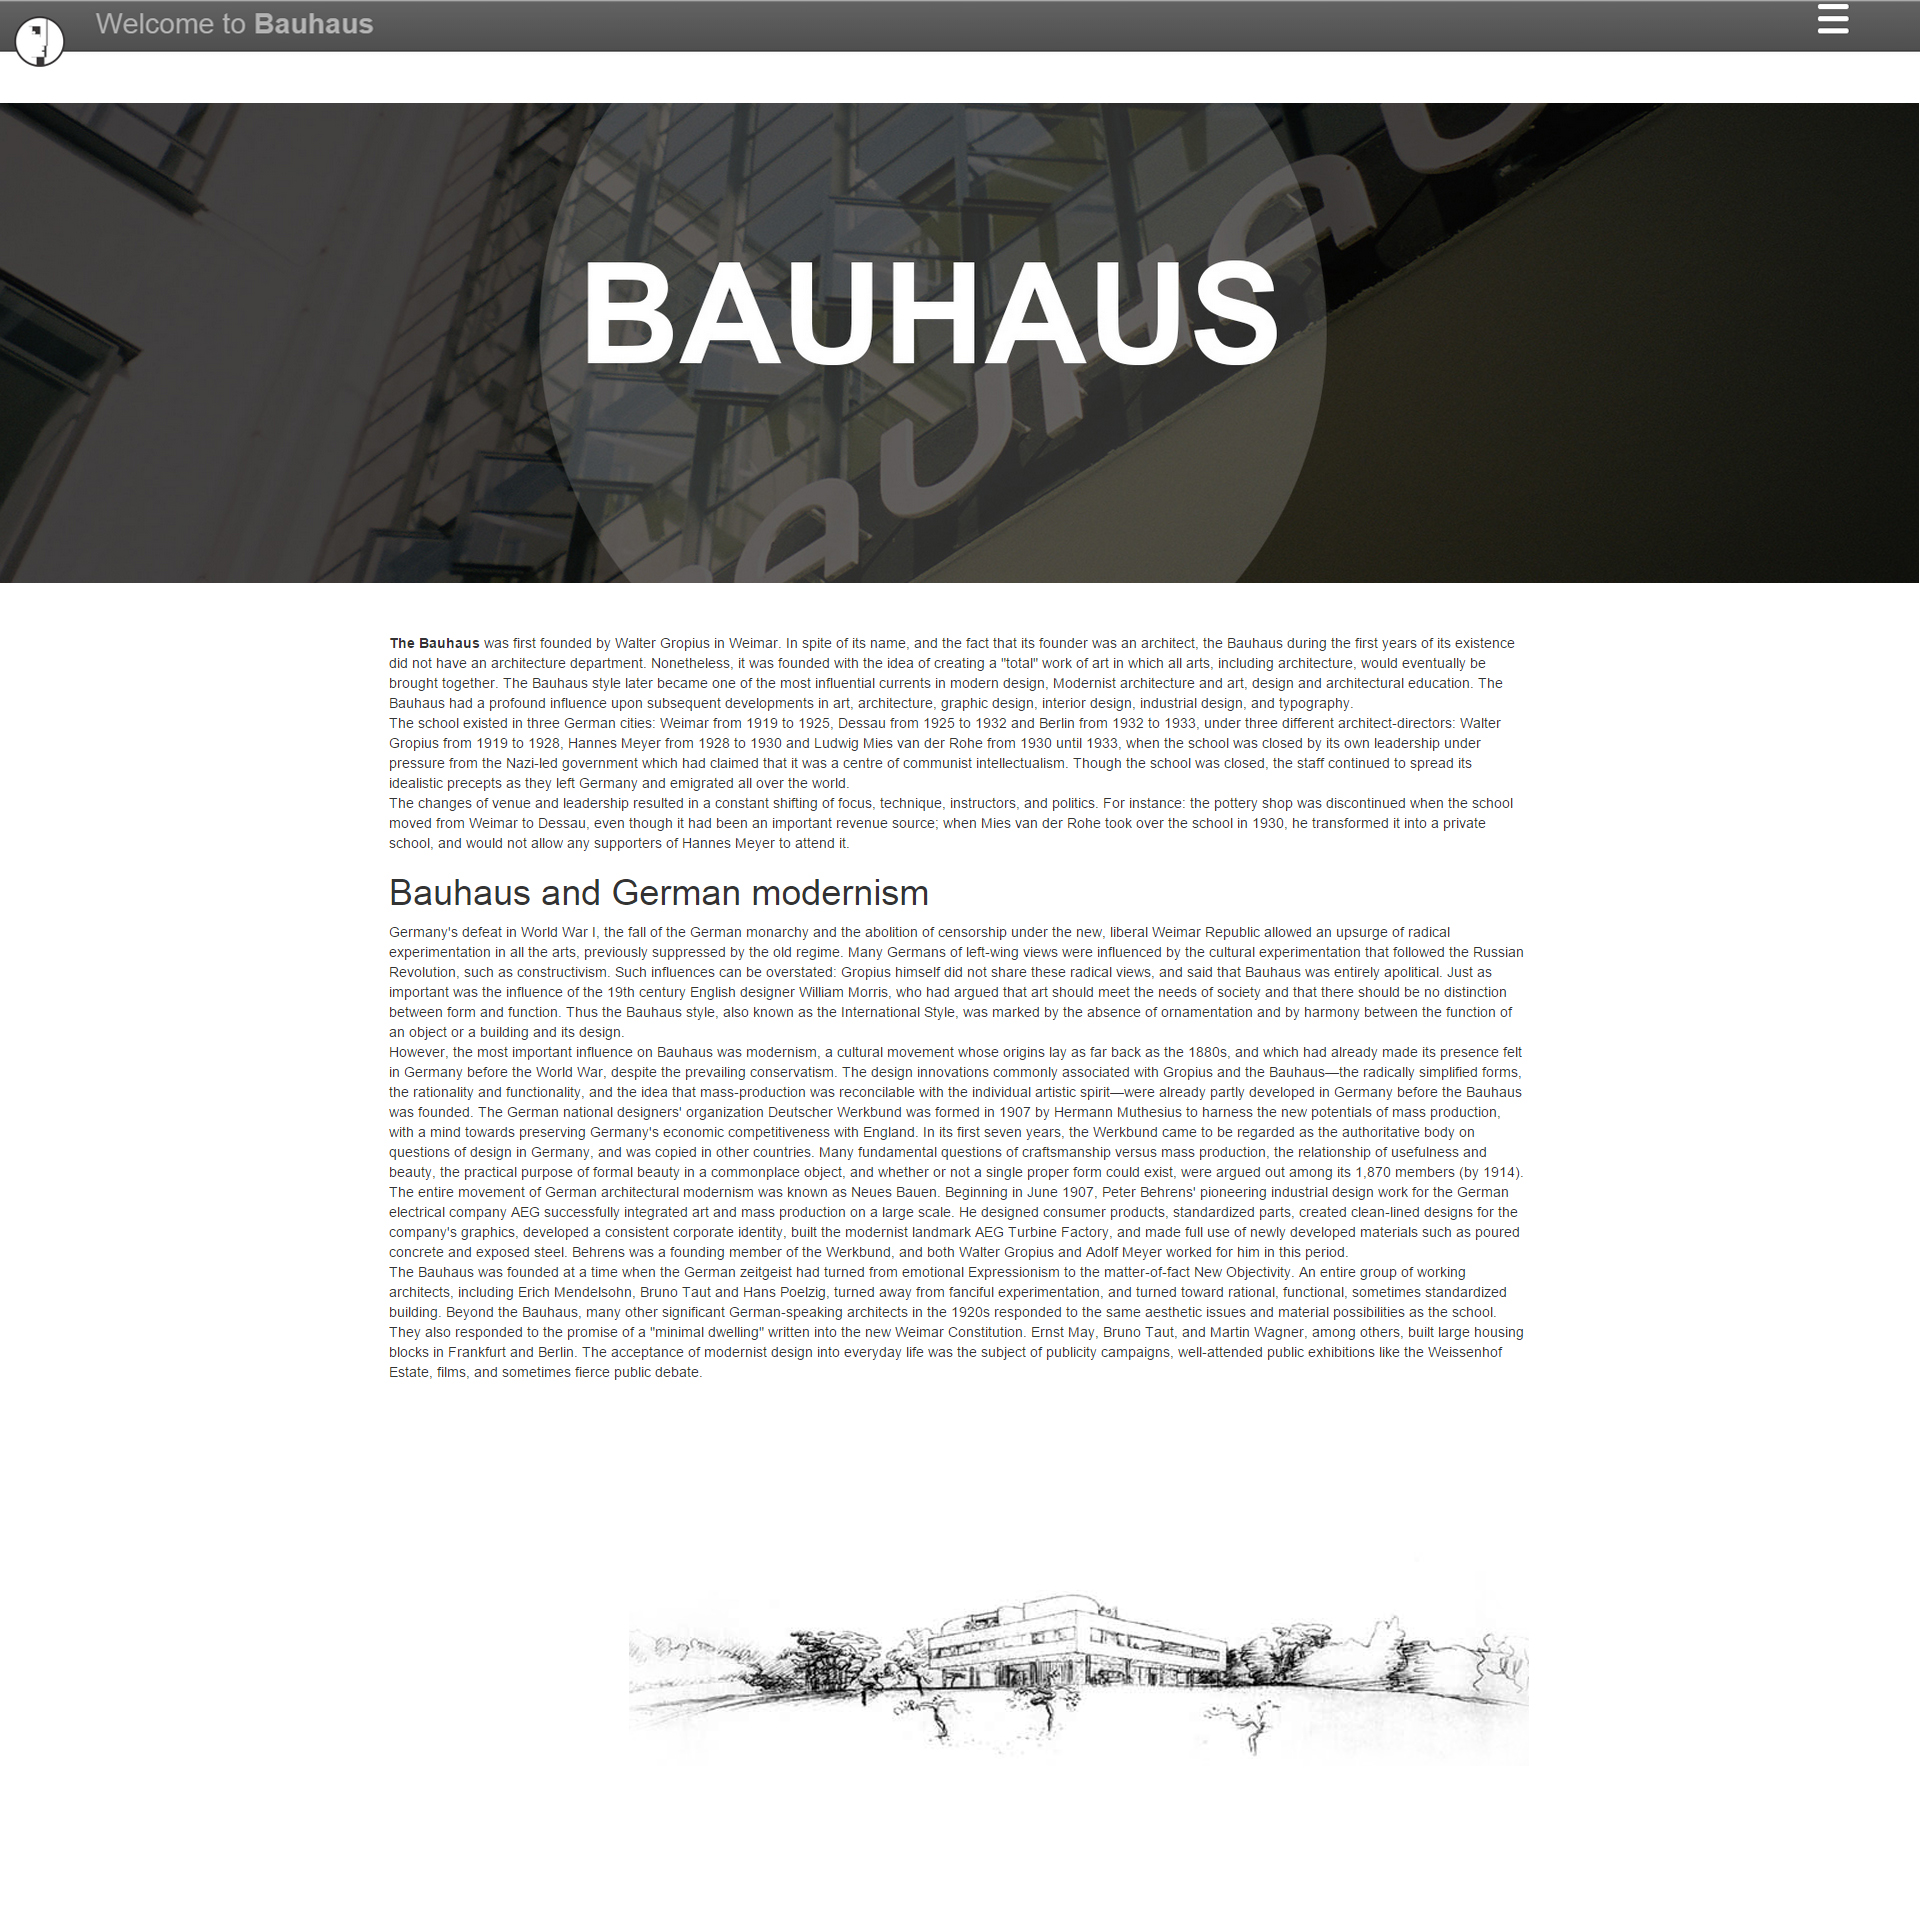 Welcome to Bauhaus
BAUHAUS
The Bauhaus was first founded by Walter Gropius in Weimar. In spite of its name, and the fact that its founder was an architect, the Bauhaus during the first years of its existence
did not have an architecture department. Nonetheless, it was founded with the idea of creating a "total" work of art in which all arts, including architecture, would eventually be
brought together. The Bauhaus style later became one of the most influential currents in modern design, Modernist architecture and art, design and architectural education. The
Bauhaus had a profound influence upon subsequent developments in art, architecture, graphic design, interior design, industrial design, and typography.
The school existed in three German cities: Weimar from 1919 to 1925, Dessau from 1925 to 1932 and Berlin from 1932 to 1933, under three different architect-directors: Walter
Gropius from 1919 to 1928, Hannes Meyer from 1928 to 1930 and Ludwig Mies van der Rohe from 1930 until 1933, when the school was closed by its own leadership under
pressure from the Nazi-led government which had claimed that it was a centre of communist intellectualism. Though the school was closed, the staff continued to spread its
idealistic precepts as they left Germany and emigrated all over the world.
The changes of venue and leadership resulted in a constant shifting of focus, technique, instructors, and politics. For instance: the pottery shop was discontinued when the school
moved from Weimar to Dessau, even though it had been an important revenue source; when Mies van der Rohe took over the school in 1930, he transformed it into a private
school, and would not allow any supporters of Hannes Meyer to attend it.
Bauhaus and German modernism
Germany's defeat in World War I, the fall of the German monarchy and the abolition of censorship under the new, liberal Weimar Republic allowed an upsurge of radical
experimentation in all the arts, previously suppressed by the old regime. Many Germans of left-wing views were influenced by the cultural experimentation that followed the Russian
Revolution, such as constructivism. Such influences can be overstated: Gropius himself did not share these radical views, and said that Bauhaus was entirely apolitical. Just as
important was the influence of the 19th century English designer William Morris, who had argued that art should meet the needs of society and that there should be no distinction
between form and function. Thus the Bauhaus style, also known as the International Style, was marked by the absence of ornamentation and by harmony between the function of
an object or a building and its design.
However, the most important influence on Bauhaus was modernism, a cultural movement whose origins lay as far back as the 1880s, and which had already made its presence felt
in Germany before the World War, despite the prevailing conservatism. The design innovations commonly associated with Gropius and the Bauhaus—the radically simplified forms,
the rationality and functionality, and the idea that mass-production was reconcilable with the individual artistic spirit—were already partly developed in Germany before the Bauhaus
was founded. The German national designers' organization Deutscher Werkbund was formed in 1907 by Hermann Muthesius to harness the new potentials of mass production,
with a mind towards preserving Germany's economic competitiveness with England. In its first seven years, the Werkbund came to be regarded as the authoritative body on
questions of design in Germany, and was copied in other countries. Many fundamental questions of craftsmanship versus mass production, the relationship of usefulness and
beauty, the practical purpose of formal beauty in a commonplace object, and whether or not a single proper form could exist, were argued out among its 1,870 members (by 1914).
The entire movement of German architectural modernism was known as Neues Bauen. Beginning in June 1907, Peter Behrens' pioneering industrial design work for the German
electrical company AEG successfully integrated art and mass production on a large scale. He designed consumer products, standardized parts, created clean-lined designs for the
company's graphics, developed a consistent corporate identity, built the modernist landmark AEG Turbine Factory, and made full use of newly developed materials such as poured
concrete and exposed steel. Behrens was a founding member of the Werkbund, and both Walter Gropius and Adolf Meyer worked for him in this period.
The Bauhaus was founded at a time when the German zeitgeist had turned from emotional Expressionism to the matter-of-fact New Objectivity. An entire group of working
architects, including Erich Mendelsohn, Bruno Taut and Hans Poelzig, turned away from fanciful experimentation, and turned toward rational, functional, sometimes standardized
building. Beyond the Bauhaus, many other significant German-speaking architects in the 1920s responded to the same aesthetic issues and material possibilities as the school.
They also responded to the promise of a "minimal dwelling" written into the new Weimar Constitution. Ernst May, Bruno Taut, and Martin Wagner, among others, built large housing
blocks in Frankfurt and Berlin. The acceptance of modernist design into everyday life was the subject of publicity campaigns, well-attended public exhibitions like the Weissenhof
Estate, films, and sometimes fierce public debate.